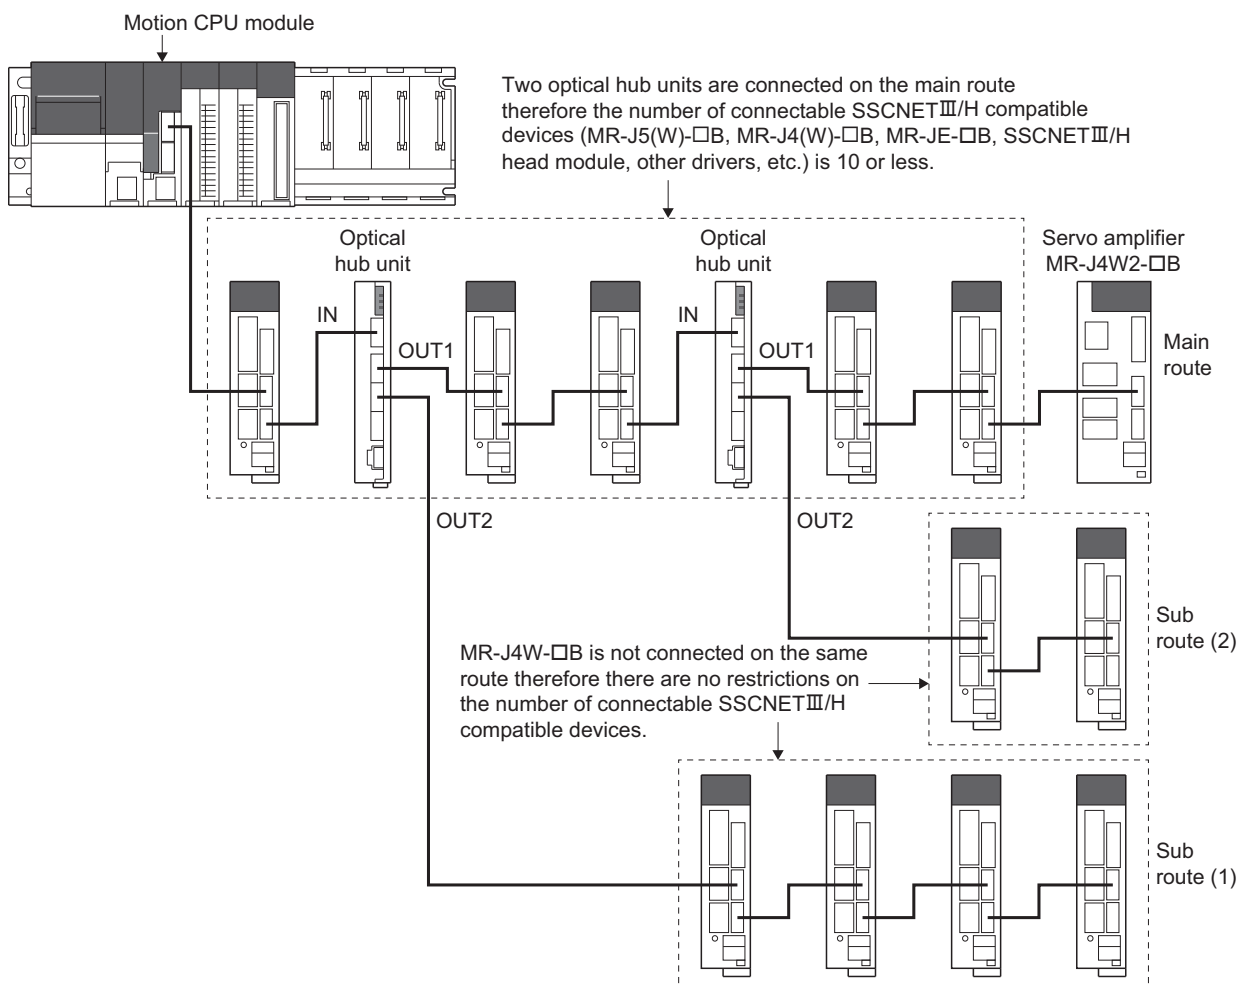 Motion CPU module
Two optical hub units are connected on the main route
therefore the number of connectable SSCNETⅢ/H compatible
devices (MR-J5(W)-□B, MR-J4(W)-□B, MR-JE-□B, SSCNETⅢ/H
head module, other drivers, etc.) is 10 or less.
Optical
hub unit
Optical
hub unit
Servo amplifier
MR-J4W2-□B
IN
OUT1
IN
OUT1
Main
route
OUT2
OUT2
Sub
route (2)
MR-J4W-□B is not connected on the same
route therefore there are no restrictions on
the number of connectable SSCNETⅢ/H
compatible devices.
Sub
route (1)